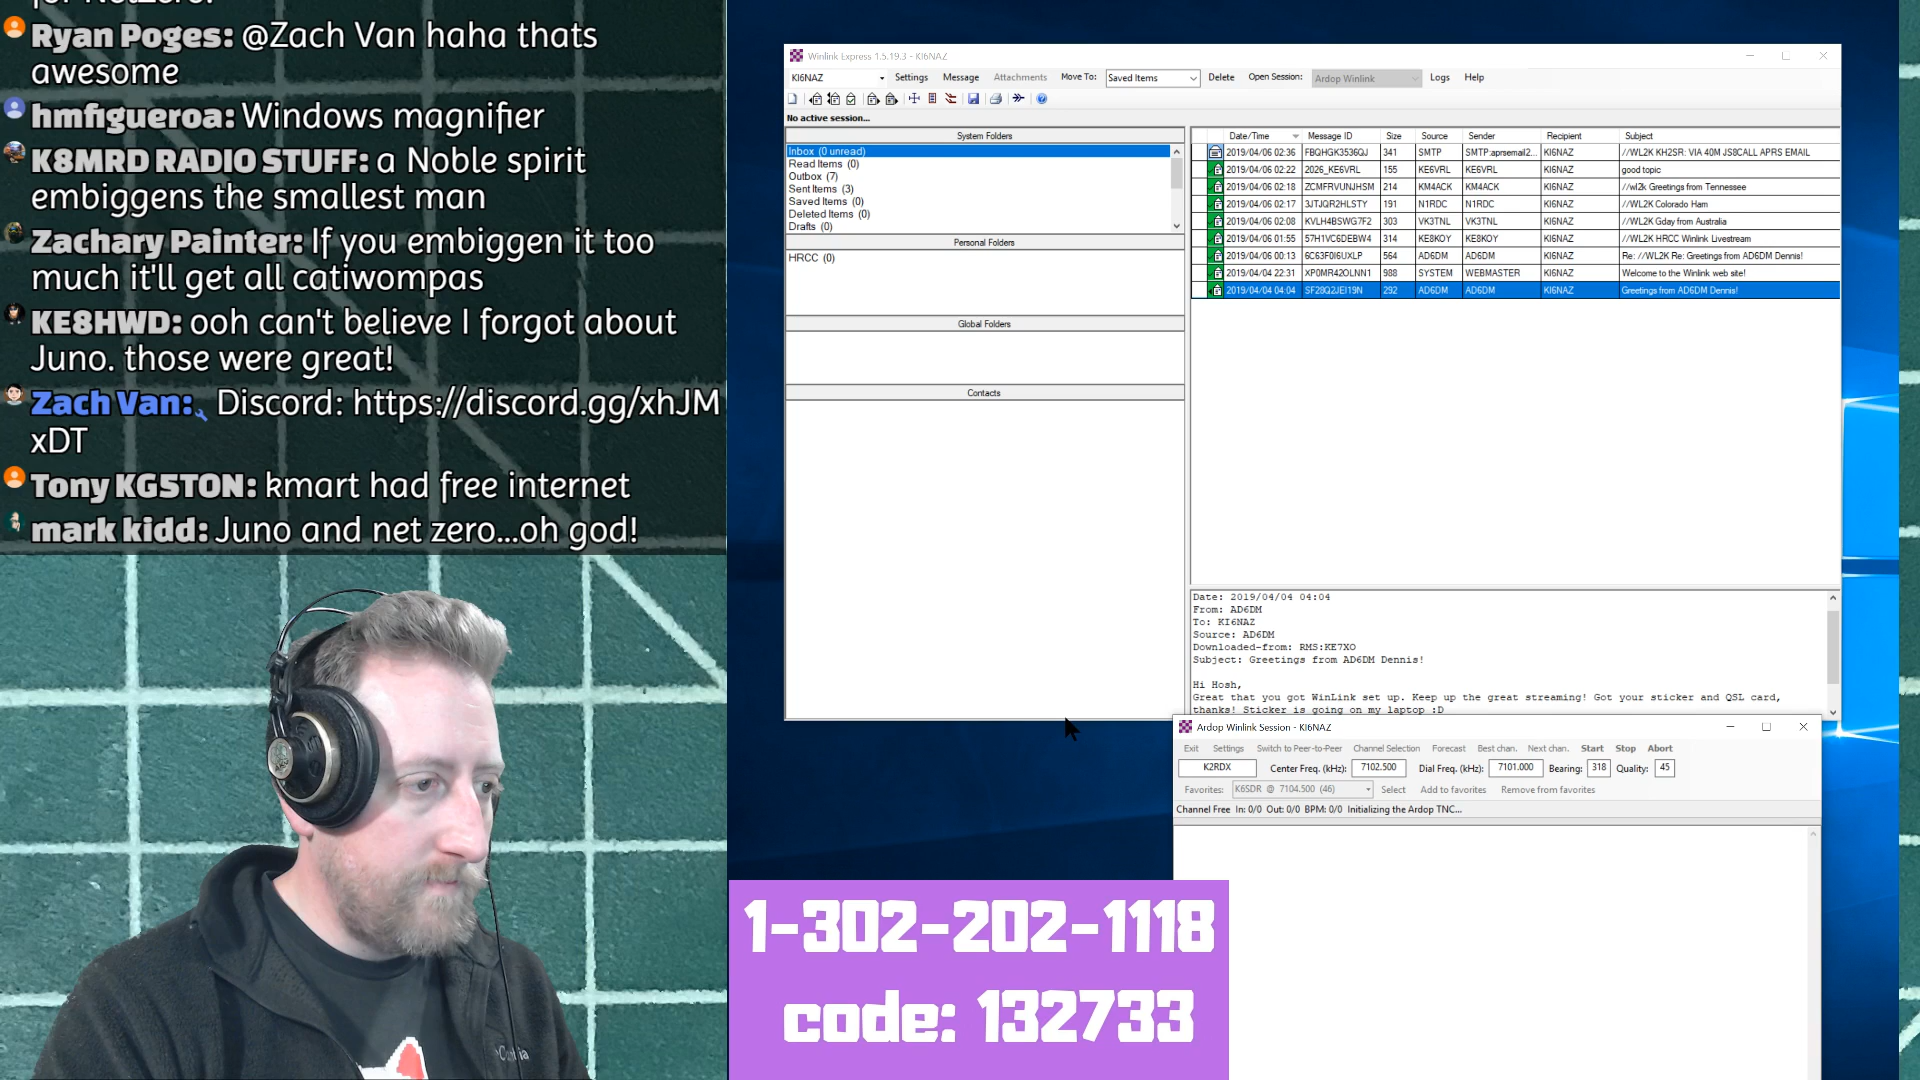 for NetZero.
Ryan Poges: @Zach Van haha thats
awesome
hmfigueroa: Windows magnifier
K8MRD RADIO STUFF: a Noble spirit
embiggens the smallest man
Zachary Painter: If you embiggen it too
much it'll get all catiwompas
KE8HWD: ooh can't believe I forgot about
Juno. those were great!
Zach Van: Discord: https://discord.gg/xhJM
xDT
Tony KG5TON: kmart had free internet
mark kidd: Juno and net zero...oh god!
Winlink Express 1.5.19.3 - KI6NAZ
KI6NAZ Settings Message Attachments Move To: Saved Items Delete Open Session: Ardop Winlink Logs Help
No active session...
System Folders
Inbox (0 unread)
Read Items (0)
Outbox (7)
Sent Items (3)
Saved Items (0)
Deleted Items (0)
Drafts (0)
Personal Folders
HRCC (0)
Global Folders
Contacts
Date/Time Message ID Size Source Sender Recipient Subject
2019/04/06 02:36 FBQHGK3536QJ 341 SMTP SMTP:aprsemail2... KI6NAZ //WL2K KH2SR: VIA 40M JS8CALL APRS EMAIL
2019/04/06 02:22 2026_KE6VRL 155 KE6VRL KE6VRL KI6NAZ good topic
2019/04/06 02:18 ZCMFRVUNJHSM 214 KM4ACK KM4ACK KI6NAZ //wl2k Greetings from Tennessee
2019/04/06 02:17 3JTJQR2HLSTY 191 N1RDC N1RDC KI6NAZ //WL2K Colorado Ham
2019/04/06 02:08 KVLH4BSWG7F2 303 VK3TNL VK3TNL KI6NAZ //WL2K Gday from Australia
2019/04/06 01:55 57H1VC6DEBW4 314 KE8KOY KE8KOY KI6NAZ //WL2K HRCC Winlink Livestream
2019/04/06 00:13 6C63F0I6UXLP 564 AD6DM AD6DM KI6NAZ Re: //WL2K Re: Greetings from AD6DM Dennis!
2019/04/04 22:31 XP0MR42OLNN1 988 SYSTEM WEBMASTER KI6NAZ Welcome to the Winlink web site!
2019/04/04 04:04 SF28Q2JEI19N 292 AD6DM AD6DM KI6NAZ Greetings from AD6DM Dennis!
Date: 2019/04/04 04:04
From: AD6DM
To: KI6NAZ
Source: AD6DM
Downloaded-from: RMS:KE7XO
Subject: Greetings from AD6DM Dennis!
Hi Hosh,
Great that you got WinLink set up. Keep up the great streaming! Got your sticker and QSL card,
thanks! Sticker is going on my laptop :D
Ardop Winlink Session - KI6NAZ
Exit Settings Switch to Peer-to-Peer Channel Selection Forecast Best chan. Next chan. Start Stop Abort
K2RDX Center Freq. (kHz): 7102.500 Dial Freq. (kHz): 7101.000 Bearing: 318 Quality: 45
Favorites: K6SDR @ 7104.500 (46) Select Add to favorites Remove from favorites
Channel Free In: 0/0 Out: 0/0 BPM: 0/0 Initializing the Ardop TNC...
1-302-202-1118
code: 132733